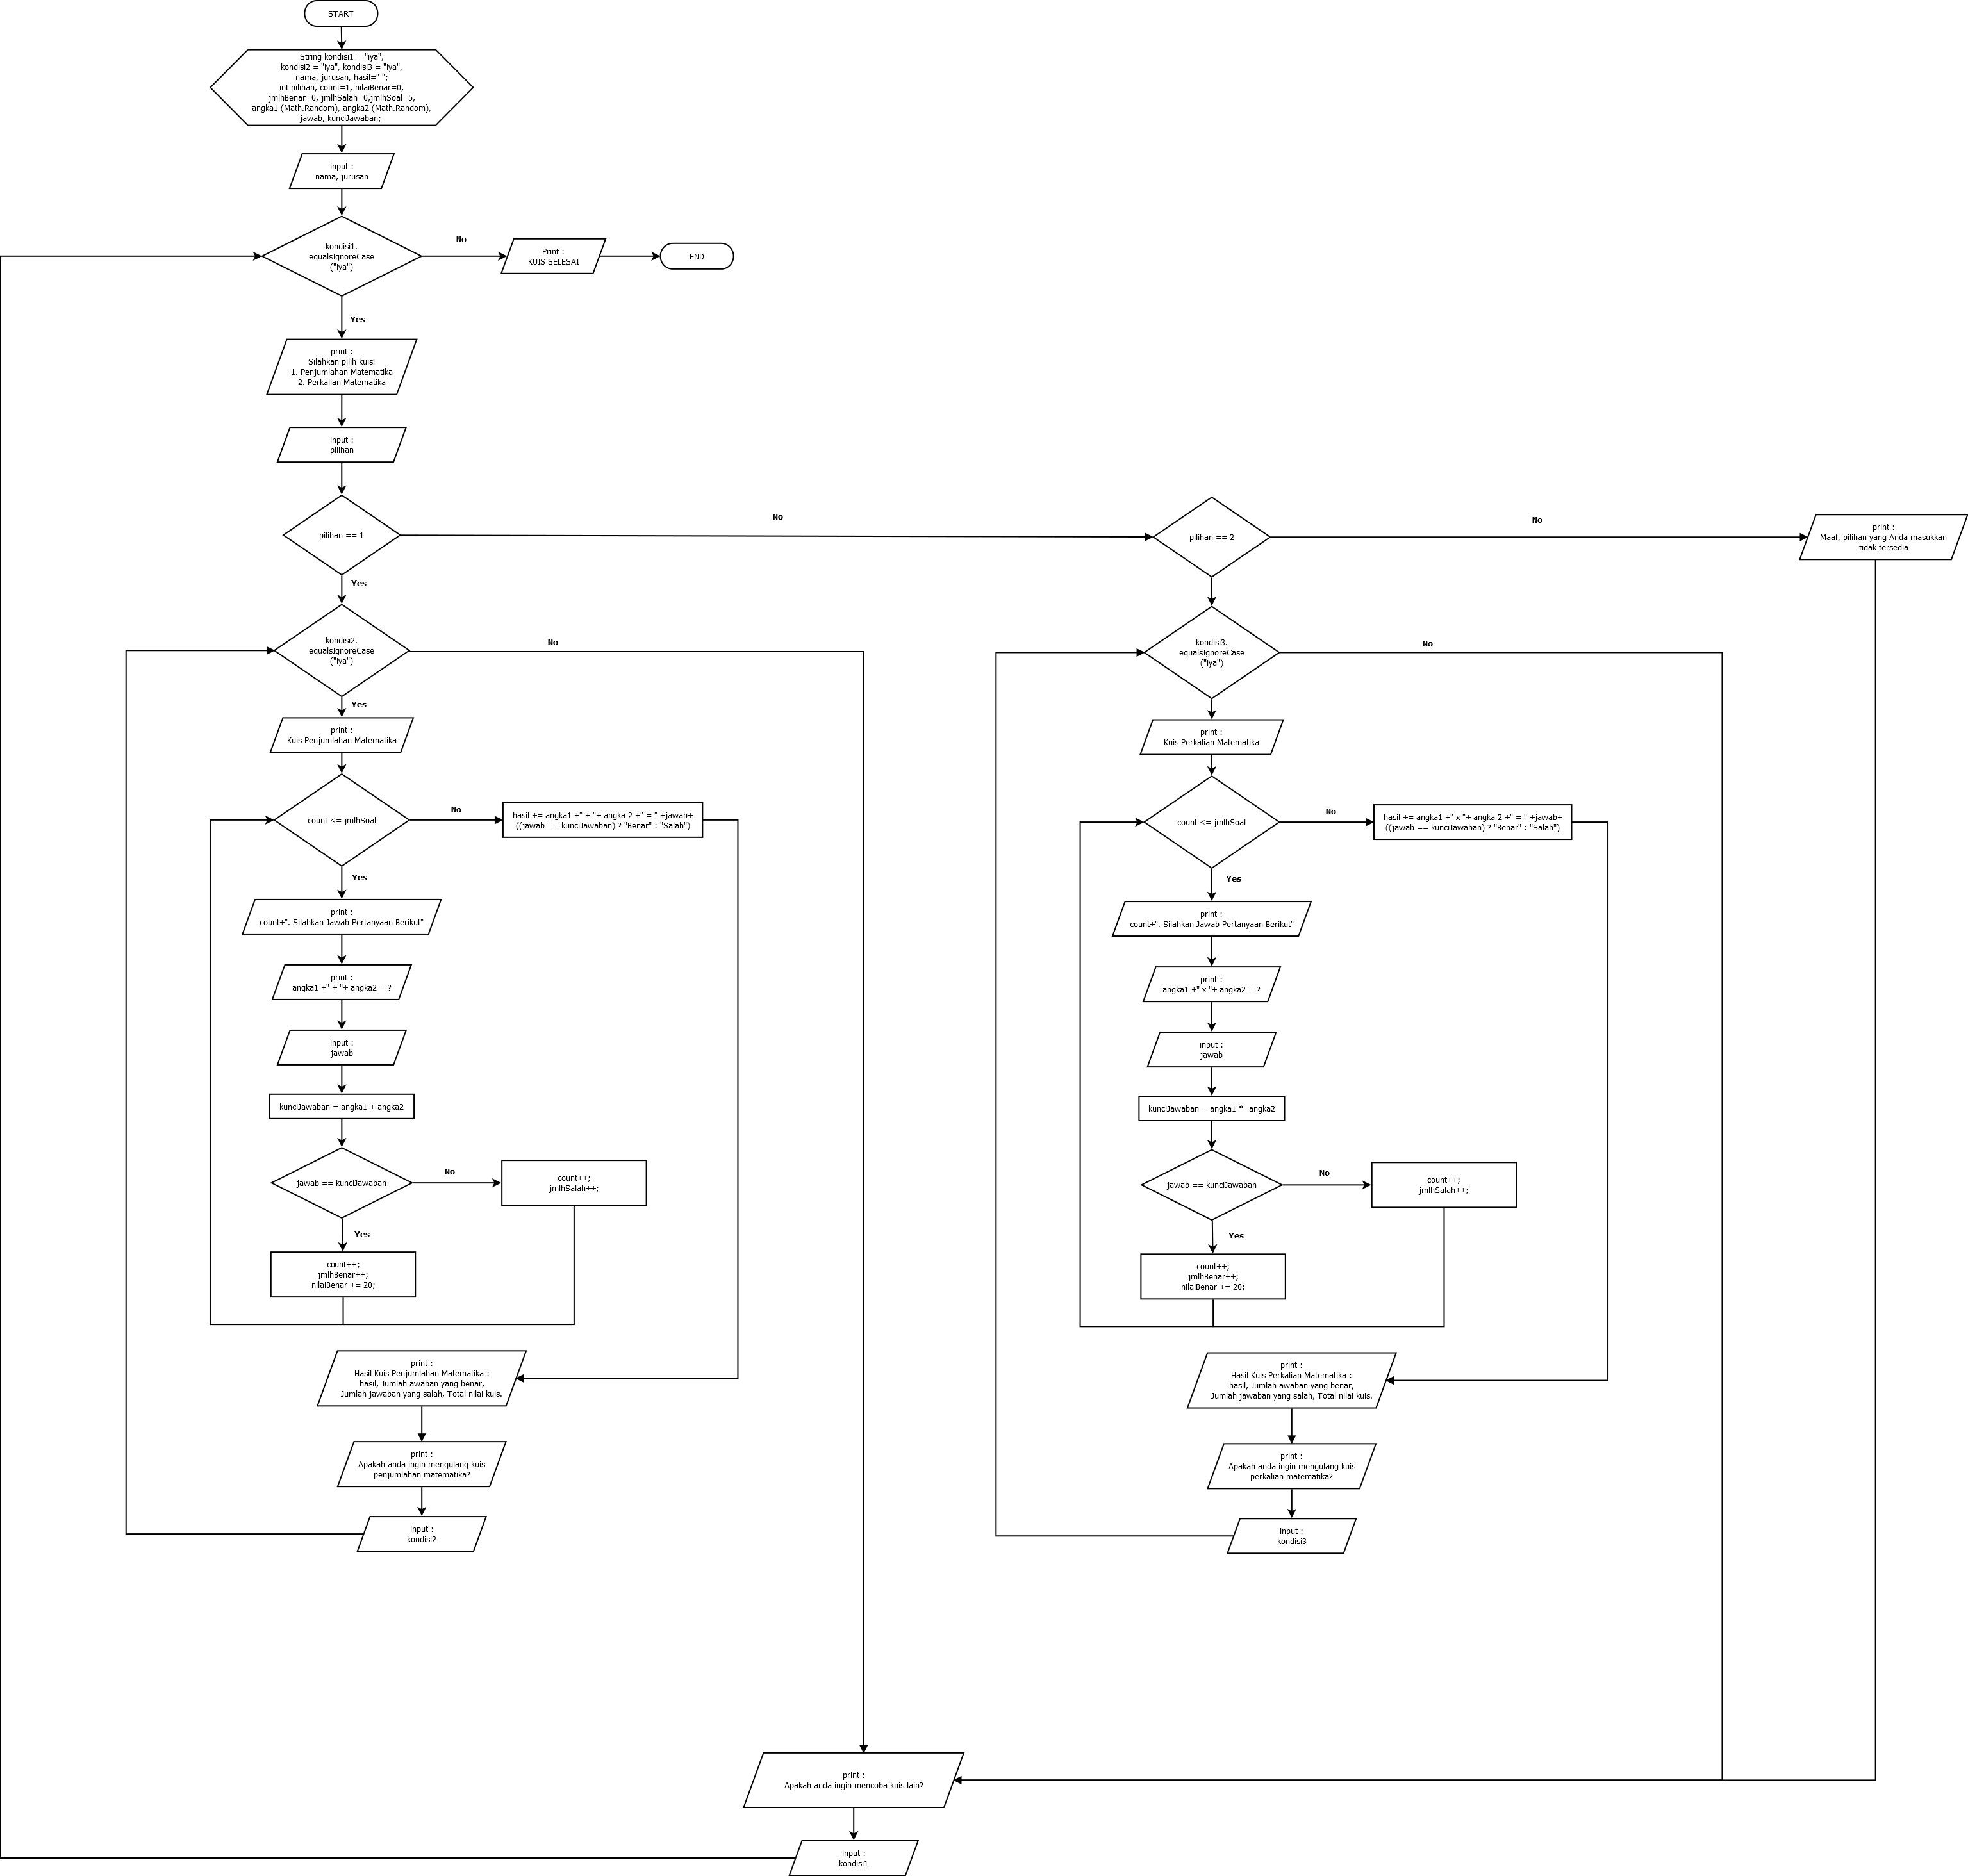 START
String kondisi1 = "iya",
kondisi2 = "iya", kondisi3 = "iya",
nama, jurusan, hasil=" ";
int pilihan, count=1, nilaiBenar=0,
jmlhBenar=0, jmlhSalah=0,jmlhSoal=5,
angka1 (Math.Random), angka2 (Math.Random),
jawab, kunciJawaban;
input :
nama, jurusan
kondisi1.
equalsIgnoreCase
("iya")
No
Print :
KUIS SELESAI
END
Yes
print :
Silahkan pilih kuis!
1. Penjumlahan Matematika
2. Perkalian Matematika
input :
pilihan
pilihan == 1
No
pilihan == 2
No
print :
Maaf, pilihan yang Anda masukkan
tidak tersedia
Yes
kondisi2.
equalsIgnoreCase
("iya")
No
Yes
print :
Kuis Penjumlahan Matematika
count <= jmlhSoal
No
hasil += angka1 +" + "+ angka 2 +" = " +jawab+
((jawab == kunciJawaban) ? "Benar" : "Salah")
Yes
print :
count+". Silahkan Jawab Pertanyaan Berikut"
print :
angka1 +" + "+ angka2 = ?
input :
jawab
kunciJawaban = angka1 + angka2
jawab == kunciJawaban
No
count++;
jmlhSalah++;
Yes
count++;
jmlhBenar++;
nilaiBenar += 20;
print :
Hasil Kuis Penjumlahan Matematika :
hasil, Jumlah awaban yang benar,
Jumlah jawaban yang salah, Total nilai kuis.
print :
Apakah anda ingin mengulang kuis
penjumlahan matematika?
input :
kondisi2
kondisi3.
equalsIgnoreCase
("iya")
No
print :
Kuis Perkalian Matematika
count <= jmlhSoal
No
hasil += angka1 +" x "+ angka 2 +" = " +jawab+
((jawab == kunciJawaban) ? "Benar" : "Salah")
Yes
print :
count+". Silahkan Jawab Pertanyaan Berikut"
print :
angka1 +" x "+ angka2 = ?
input :
jawab
kunciJawaban = angka1 *  angka2
jawab == kunciJawaban
No
count++;
jmlhSalah++;
Yes
count++;
jmlhBenar++;
nilaiBenar += 20;
print :
Hasil Kuis Perkalian Matematika :
hasil, Jumlah awaban yang benar,
Jumlah jawaban yang salah, Total nilai kuis.
print :
Apakah anda ingin mengulang kuis
perkalian matematika?
input :
kondisi3
print :
Apakah anda ingin mencoba kuis lain?
input :
kondisi1